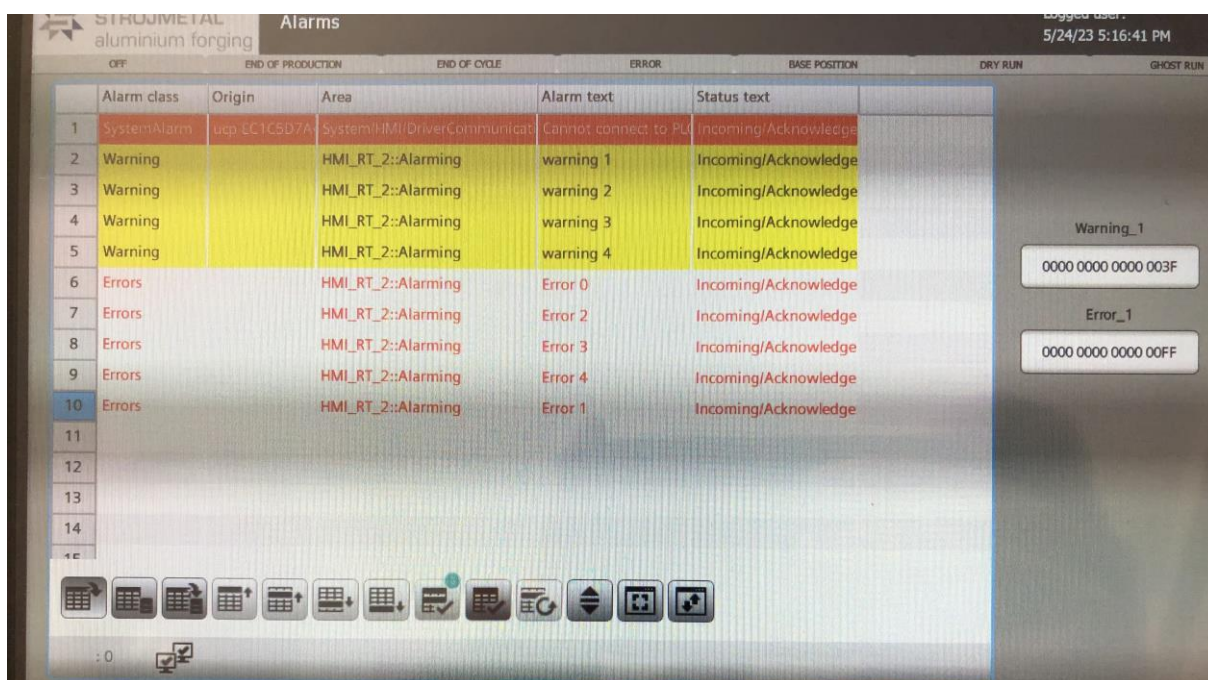 STROJMETAL
aluminium forging
Alarms
Logged user:
5/24/23 5:16:41 PM
OFF END OF PRODUCTION END OF CYCLE ERROR BASE POSITION DRY RUN GHOST RUN
Alarm class Origin Area Alarm text Status text
1 SystemAlarm System/HMI/DriverCommunicati Cannot connect to PLC Incoming/Acknowledge
2 Warning HMI_RT_2::Alarming warning 1 Incoming/Acknowledge
3 Warning HMI_RT_2::Alarming warning 2 Incoming/Acknowledge
4 Warning HMI_RT_2::Alarming warning 3 Incoming/Acknowledge
5 Warning HMI_RT_2::Alarming warning 4 Incoming/Acknowledge
6 Errors HMI_RT_2::Alarming Error 0 Incoming/Acknowledge
7 Errors HMI_RT_2::Alarming Error 2 Incoming/Acknowledge
8 Errors HMI_RT_2::Alarming Error 3 Incoming/Acknowledge
9 Errors HMI_RT_2::Alarming Error 4 Incoming/Acknowledge
10 Errors HMI_RT_2::Alarming Error 1 Incoming/Acknowledge
11
12
13
14
15
Warning_1
0000 0000 0000 003F
Error_1
0000 0000 0000 00FF
: 0